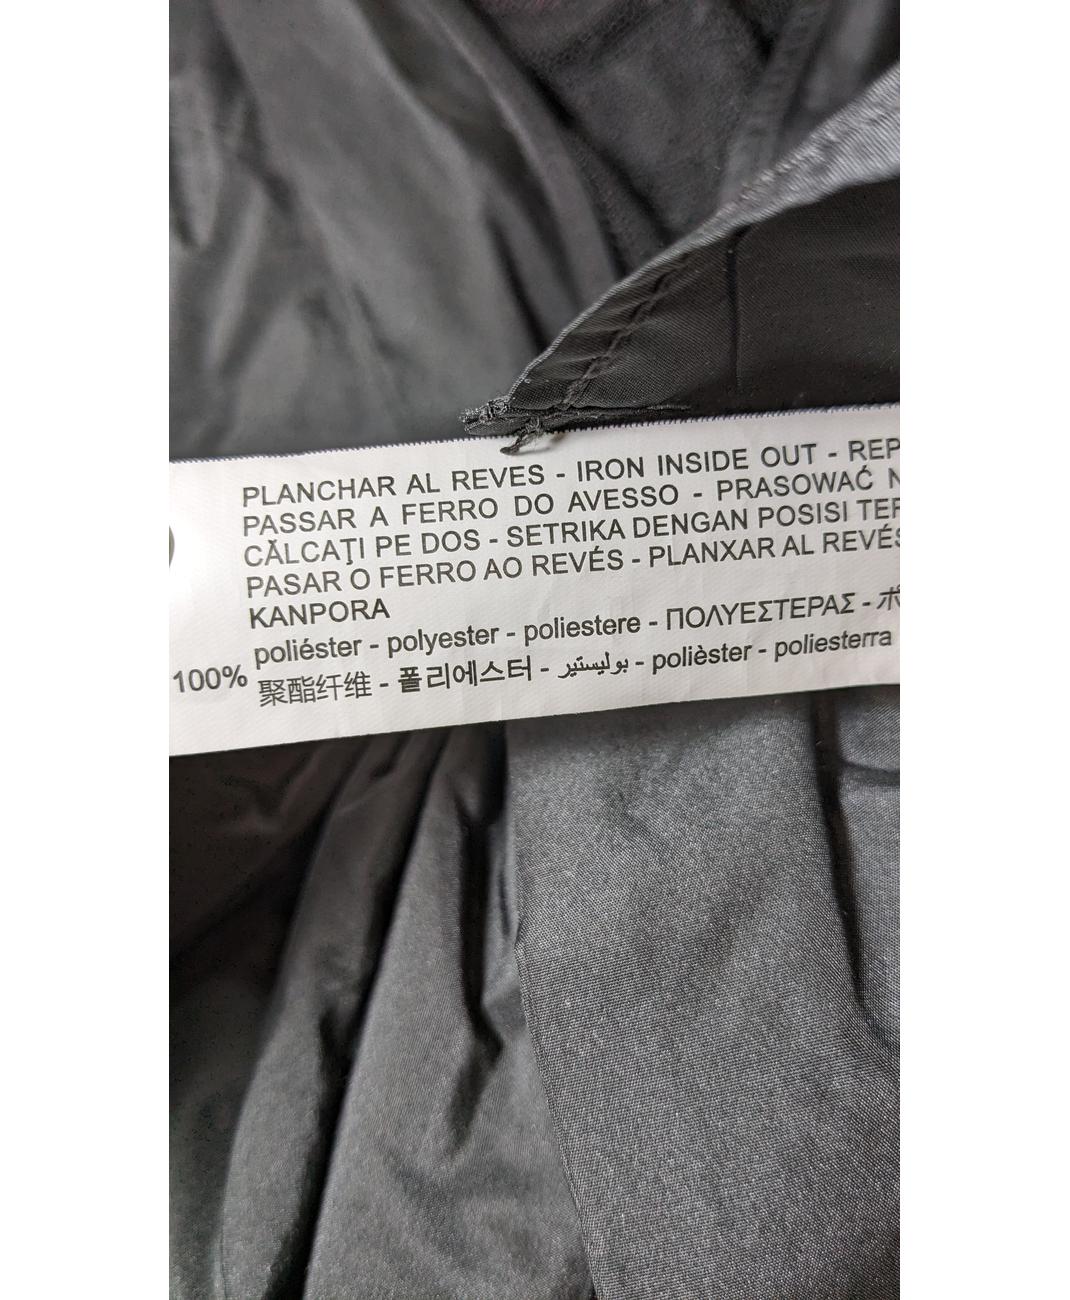 PLANCHAR AL REVES - IRON INSIDE OUT - REP
PASSAR A FERRO DO AVESSO - PRASOWAĆ N
CĂLCAŢI PE DOS - SETRIKA DENGAN POSISI TER
PASAR O FERRO AO REVÉS - PLANXAR AL REVÉS
KANPORA
poliéster - polyester - poliestere - ΠΟΛΥΕΣΤΕΡΑΣ - ポ
100% 聚酯纤维 - 폴리에스터 - بوليستير - polièster - poliesterra